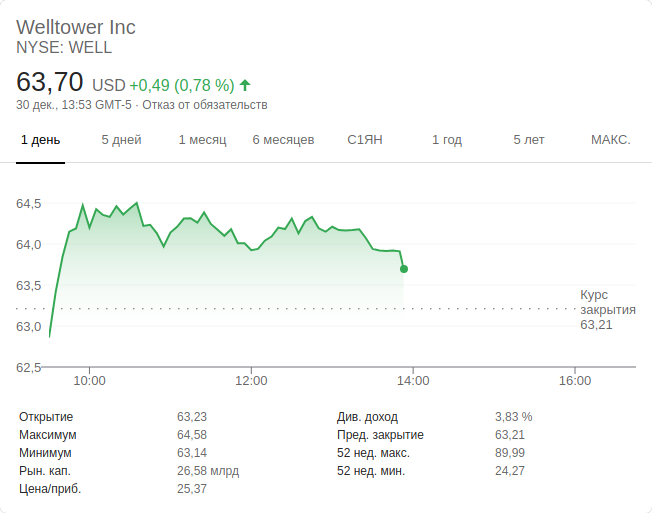 Welltower Inc
NYSE: WELL
63,70 USD +0,49 (0,78 %)
30 дек., 13:53 GMT-5 · Отказ от обязательств
1 день 5 дней 1 месяц 6 месяцев С1ЯН 1 год 5 лет МАКС.
64,5
64,0
63,5
63,0
62,5
Курс
закрытия
63,21
10:00 12:00 14:00 16:00
Открытие 63,23
Максимум 64,58
Минимум 63,14
Рын. кап. 26,58 млрд
Цена/приб. 25,37
Див. доход 3,83 %
Пред. закрытие 63,21
52 нед. макс. 89,99
52 нед. мин. 24,27